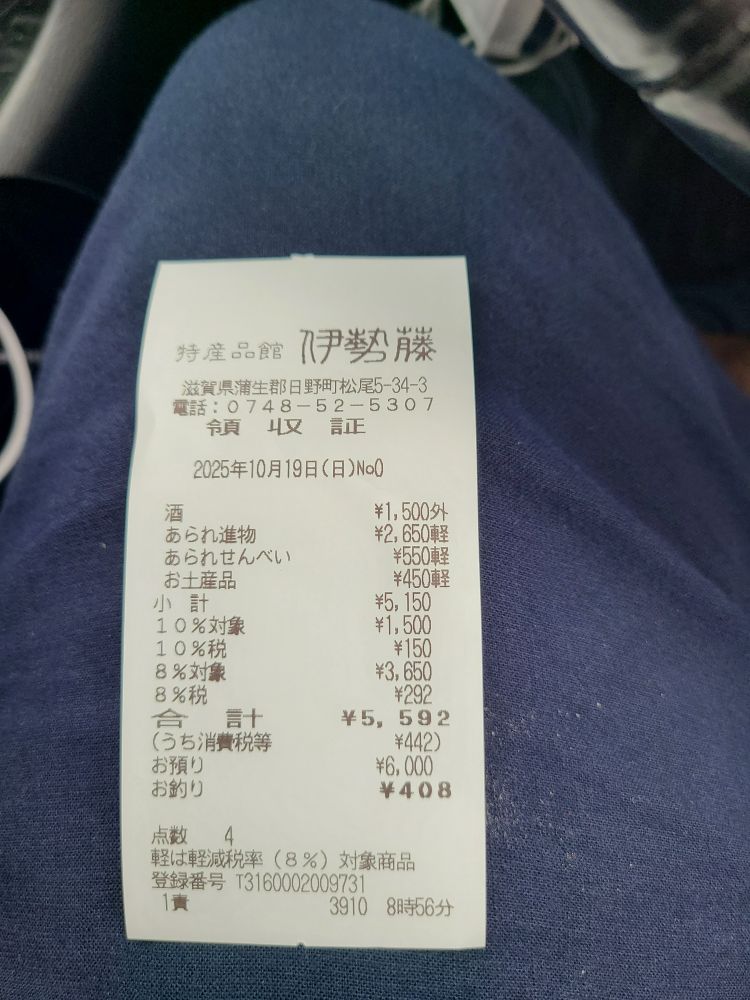 特産品館 伊勢藤
滋賀県蒲生郡日野町松尾5-34-3
電話：０７４８－５２－５３０７
領収証
2025年10月19日(日)No0
酒 ¥1,500外
あられ進物 ¥2,650軽
あられせんべい ¥550軽
お土産品 ¥450軽
小計 ¥5,150
１０％対象 ¥1,500
１０％税 ¥150
８％対象 ¥3,650
８％税 ¥292
合計 ¥5,592
(うち消費税等 ¥442)
お預り ¥6,000
お釣り ¥408
点数 4
軽は軽減税率（８％）対象商品
登録番号 T3160002009731
1責 3910 8時56分